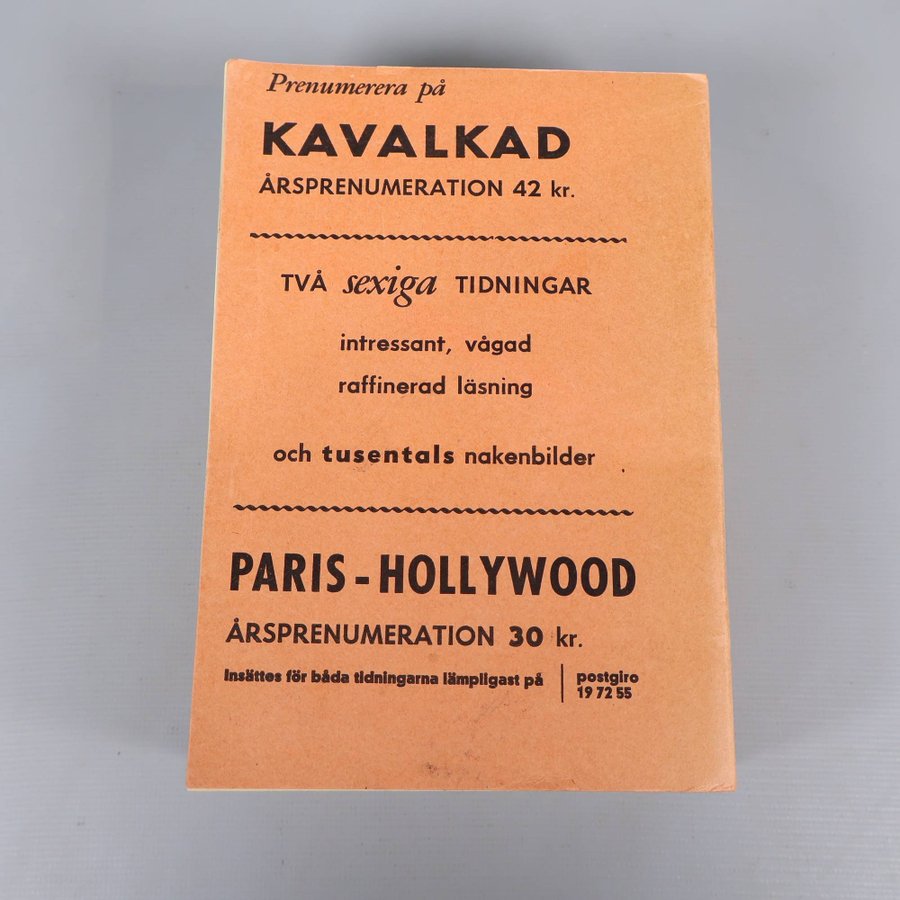 Prenumerera på
KAVALKAD
ÅRSPRENUMERATION 42 kr.
TVÅ sexiga TIDNINGAR
intressant, vågad
raffinerad läsning
och tusentals nakenbilder
PARIS - HOLLYWOOD
ÅRSPRENUMERATION 30 kr.
Insättes för båda tidningarna lämpligast på
postgiro
19 72 55